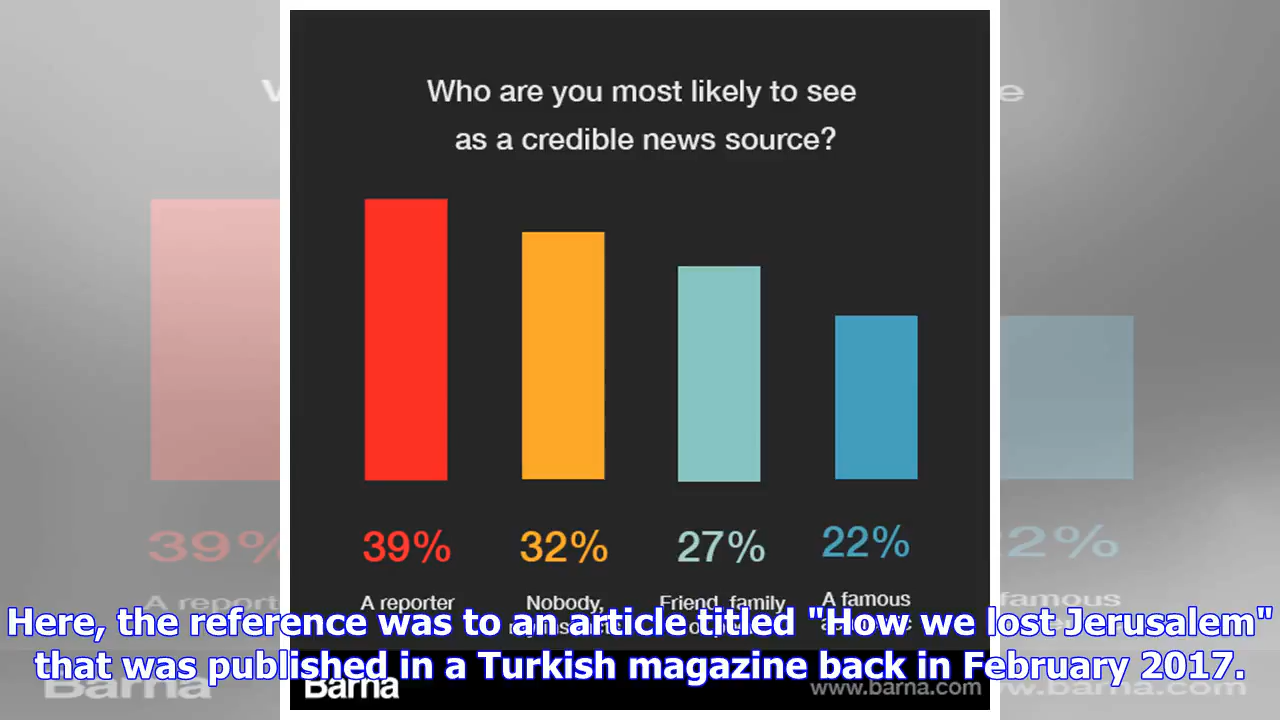 Who are you most likely to see
as a credible news source?
39%
32%
27%
22%
A reporter
Nobody,
Friend, family
A famous
Here, the reference was to an article titled "How we lost Jerusalem"
that was published in a Turkish magazine back in February 2017.
Barna
www.barna.com